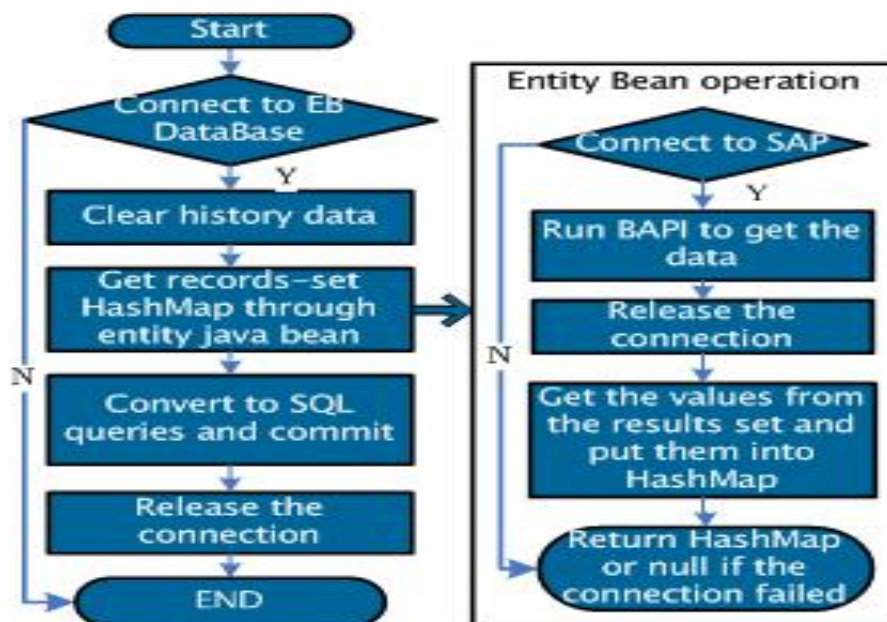 Start
Connect to EB
DataBase
Y
Clear history data
Get records-set
HashMap through
entity java bean
N
Convert to SQL
queries and commit
Release the
connection
END
Entity Bean operation
Connect to SAP
Y
Run BAPI to get the
data
Release the
connection
N
Get the values from
the results set and
put them into
HashMap
Return HashMap
or null if the
connection failed